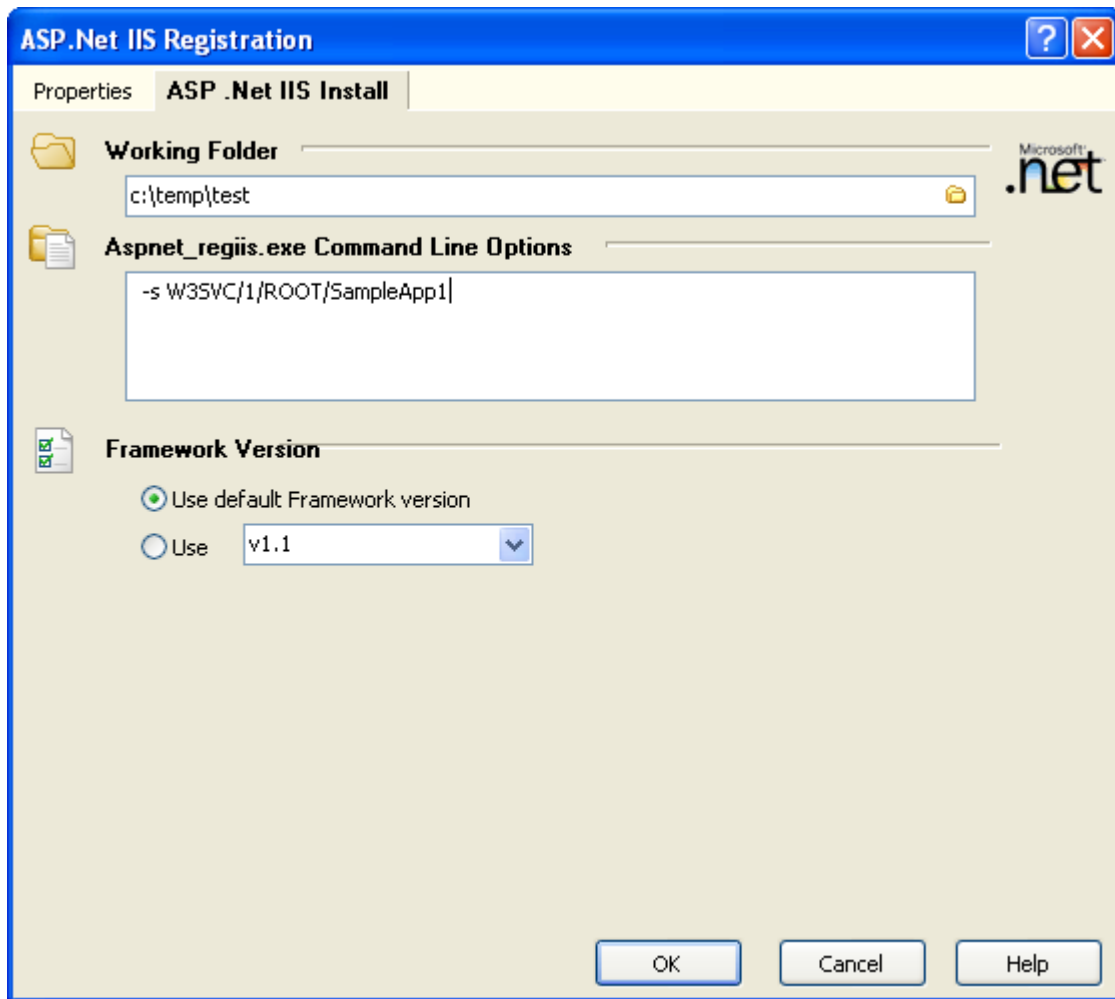 ASP.Net IIS Registration
Properties ASP .Net IIS Install
Working Folder
Microsoft
.net
c:\temp\test
Aspnet_regiis.exe Command Line Options
-s W3SVC/1/ROOT/SampleApp1
Framework Version
Use default Framework version
Use v1.1
OK Cancel Help